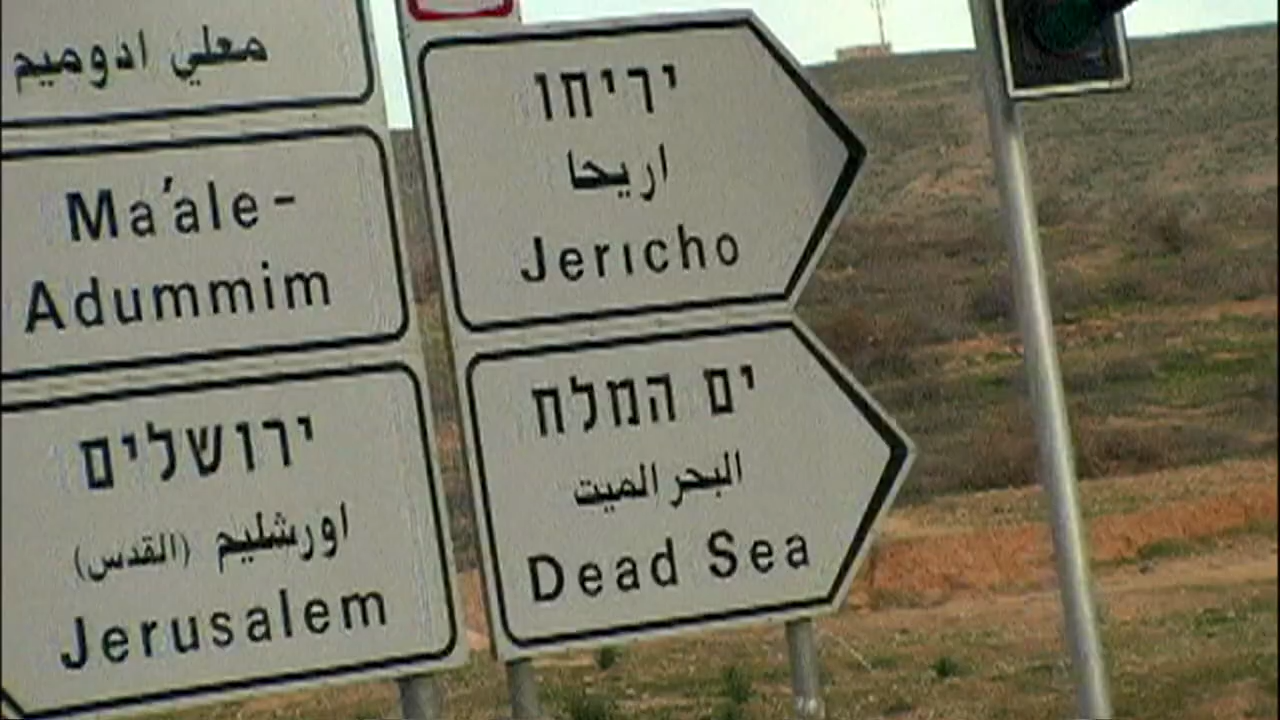 معلي ادوميم
Ma'ale-
Adummim
ירושלים
اورشليم (القدس)
Jerusalem
יריחו
اريحا
Jericho
ים המלח
البحر الميت
Dead Sea